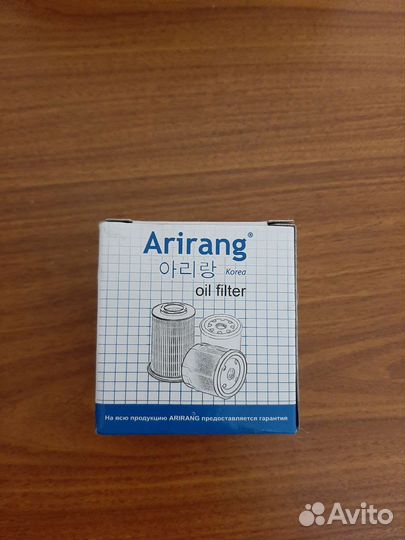 Arirang®
아리랑 Korea
oil filter
На всю продукцию ARIRANG предоставляется гарантия
Avito